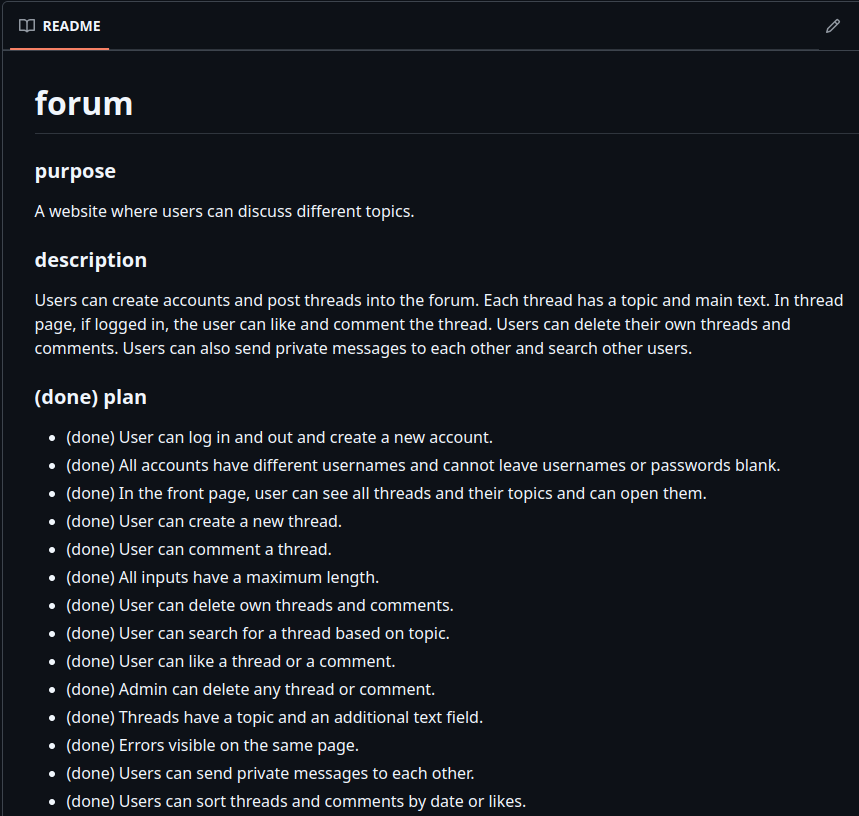 README
forum
purpose
A website where users can discuss different topics.
description
Users can create accounts and post threads into the forum. Each thread has a topic and main text. In thread
page, if logged in, the user can like and comment the thread. Users can delete their own threads and
comments. Users can also send private messages to each other and search other users.
(done) plan
(done) User can log in and out and create a new account.
(done) All accounts have different usernames and cannot leave usernames or passwords blank.
(done) In the front page, user can see all threads and their topics and can open them.
(done) User can create a new thread.
(done) User can comment a thread.
(done) All inputs have a maximum length.
(done) User can delete own threads and comments.
(done) User can search for a thread based on topic.
(done) User can like a thread or a comment.
(done) Admin can delete any thread or comment.
(done) Threads have a topic and an additional text field.
(done) Errors visible on the same page.
(done) Users can send private messages to each other.
(done) Users can sort threads and comments by date or likes.